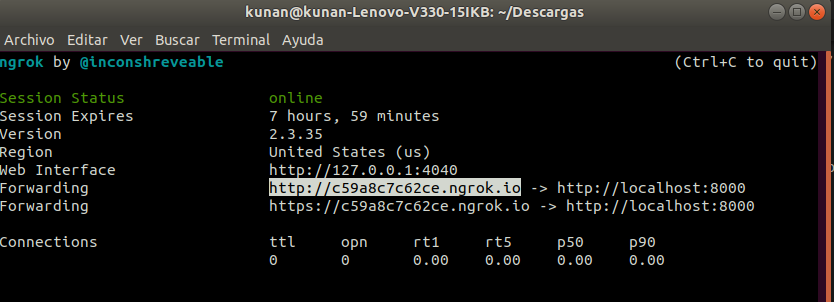 kunan@kunan-Lenovo-V330-15IKB: ~/Descargas
Archivo Editar Ver Buscar Terminal Ayuda
ngrok by @inconshreveable (Ctrl+C to quit)
Session Status online
Session Expires 7 hours, 59 minutes
Version 2.3.35
Region United States (us)
Web Interface http://127.0.0.1:4040
Forwarding http://c59a8c7c62ce.ngrok.io -> http://localhost:8000
Forwarding https://c59a8c7c62ce.ngrok.io -> http://localhost:8000
Connections ttl opn rt1 rt5 p50 p90
0 0 0.00 0.00 0.00 0.00